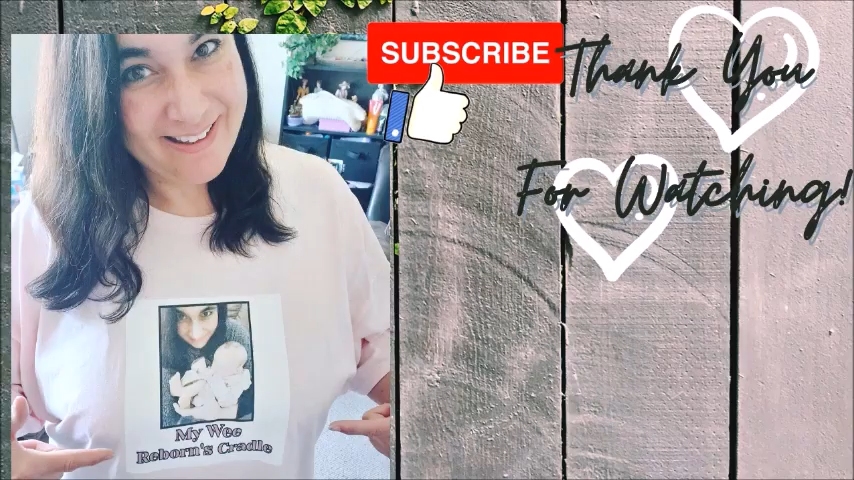 SUBSCRIBE
Thank You
For Watching!
My Wee
Reborn's Cradle